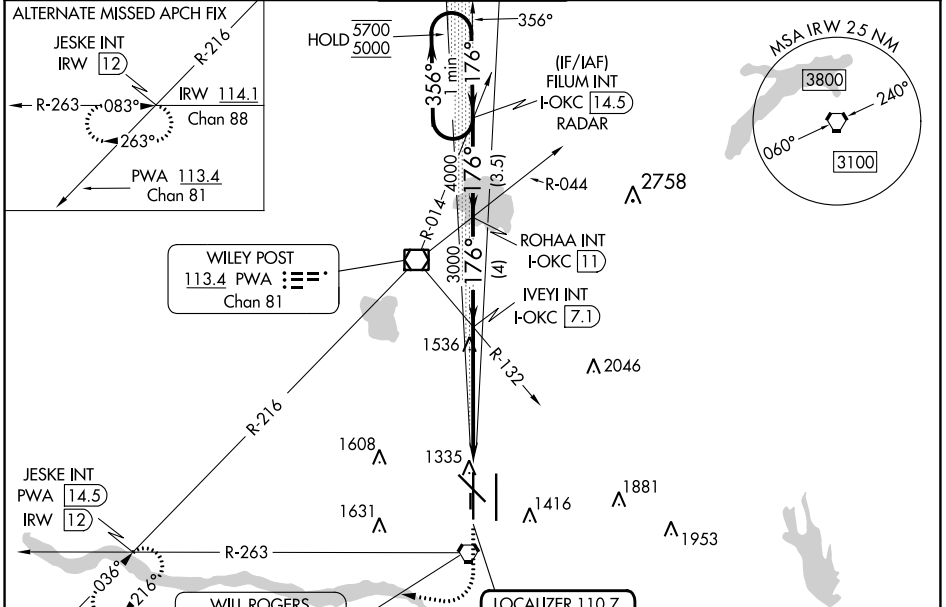 ALTERNATE MISSED APCH FIX
JESKE INT
IRW 12
R-216
R-263
083°
IRW 114.1
Chan 88
263°
PWA 113.4
Chan 81
HOLD 5700
5000
356°
1 min
176°
356°
(IF/IAF)
FILUM INT
I-OKC 14.5
RADAR
MSA IRW 25 NM
3800
240°
060°
3100
R-014
4000
176°
(3.5)
R-044
2758
WILEY POST
113.4 PWA
Chan 81
3000
176°
(4)
ROHAA INT
I-OKC 11
IVEYI INT
I-OKC 7.1
1536
R-132
2046
R-216
1608
1335
JESKE INT
PWA 14.5
IRW 12
1631
1416
1881
1953
R-263
036°
216°
WILL ROGERS
LOCALIZER 110.7